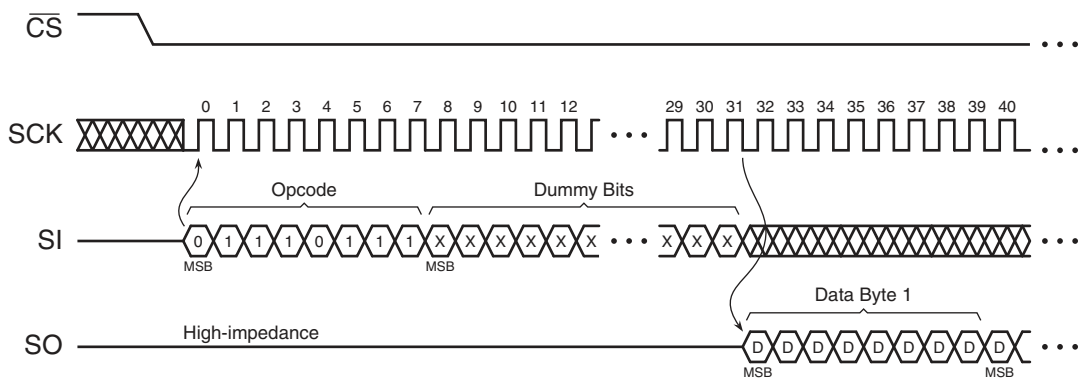 CS
0 1 2 3 4 5 6 7 8 9 10 11 12 29 30 31 32 33 34 35 36 37 38 39 40
SCK
Opcode Dummy Bits
SI 0 1 1 1 0 1 1 1 X X X X X X X X X
MSB MSB
Data Byte 1
High-impedance
SO D D D D D D D D D
MSB MSB